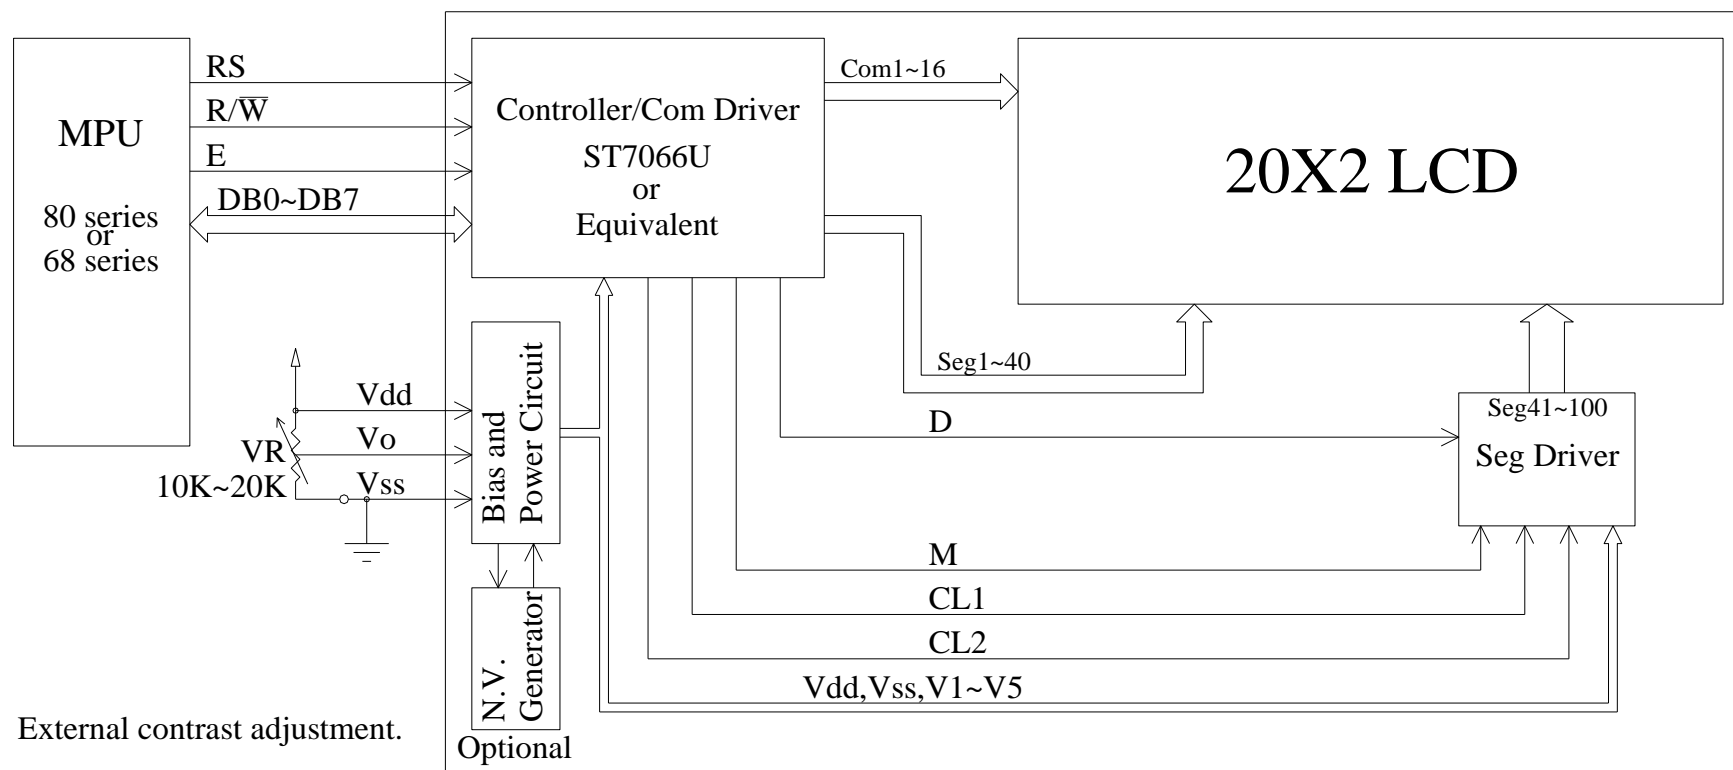 MPU
80 series
or
68 series
RS
R/W̅
E
DB0~DB7
Controller/Com Driver
ST7066U
or
Equivalent
Com1~16
20X2 LCD
Seg1~40
Vdd
Vo
VR
10K~20K
Vss
Bias and
Power Circuit
D
Seg41~100
Seg Driver
M
CL1
CL2
Vdd,Vss,V1~V5
N.V.
Generator
Optional
External contrast adjustment.